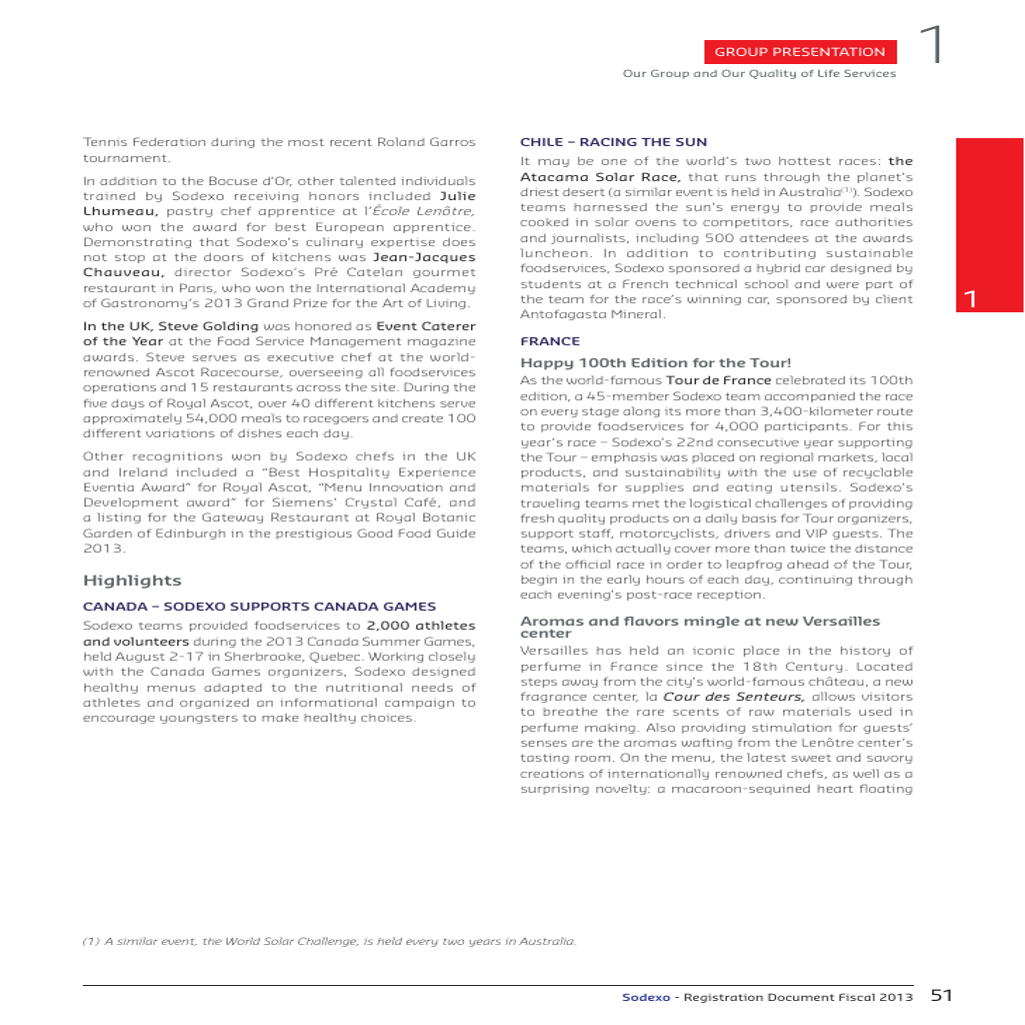 GROUP PRESENTATION
1
Our Group and Our Quality of Life Services
Tennis Federation during the most recent Roland Garros
tournament.
In addition to the Bocuse d'Or, other talented individuals
trained by Sodexo receiving honors included Julie
Lhumeau, pastry chef apprentice at l'École Lenôtre,
who won the award for best European apprentice.
Demonstrating that Sodexo's culinary expertise does
not stop at the doors of kitchens was Jean-Jacques
Chauveau, director Sodexo's Pré Catelan gourmet
restaurant in Paris, who won the International Academy
of Gastronomy's 2013 Grand Prize for the Art of Living.
In the UK, Steve Golding was honored as Event Caterer
of the Year at the Food Service Management magazine
awards. Steve serves as executive chef at the world-
renowned Ascot Racecourse, overseeing all foodservices
operations and 15 restaurants across the site. During the
five days of Royal Ascot, over 40 different kitchens serve
approximately 54,000 meals to racegoers and create 100
different variations of dishes each day.
Other recognitions won by Sodexo chefs in the UK
and Ireland included a "Best Hospitality Experience
Eventia Award" for Royal Ascot, "Menu Innovation and
Development award" for Siemens' Crystal Café, and
a listing for the Gateway Restaurant at Royal Botanic
Garden of Edinburgh in the prestigious Good Food Guide
2013.
Highlights
CANADA – SODEXO SUPPORTS CANADA GAMES
Sodexo teams provided foodservices to 2,000 athletes
and volunteers during the 2013 Canada Summer Games,
held August 2-17 in Sherbrooke, Quebec. Working closely
with the Canada Games organizers, Sodexo designed
healthy menus adapted to the nutritional needs of
athletes and organized an informational campaign to
encourage youngsters to make healthy choices.
CHILE – RACING THE SUN
It may be one of the world's two hottest races: the
Atacama Solar Race, that runs through the planet's
driest desert (a similar event is held in Australia(1)). Sodexo
teams harnessed the sun's energy to provide meals
cooked in solar ovens to competitors, race authorities
and journalists, including 500 attendees at the awards
luncheon. In addition to contributing sustainable
foodservices, Sodexo sponsored a hybrid car designed by
students at a French technical school and were part of
the team for the race's winning car, sponsored by client
Antofagasta Mineral.
FRANCE
Happy 100th Edition for the Tour!
As the world-famous Tour de France celebrated its 100th
edition, a 45-member Sodexo team accompanied the race
on every stage along its more than 3,400-kilometer route
to provide foodservices for 4,000 participants. For this
year's race – Sodexo's 22nd consecutive year supporting
the Tour – emphasis was placed on regional markets, local
products, and sustainability with the use of recyclable
materials for supplies and eating utensils. Sodexo's
traveling teams met the logistical challenges of providing
fresh quality products on a daily basis for Tour organizers,
support staff, motorcyclists, drivers and VIP guests. The
teams, which actually cover more than twice the distance
of the official race in order to leapfrog ahead of the Tour,
begin in the early hours of each day, continuing through
each evening's post-race reception.
Aromas and flavors mingle at new Versailles
center
Versailles has held an iconic place in the history of
perfume in France since the 18th Century. Located
steps away from the city's world-famous château, a new
fragrance center, la Cour des Senteurs, allows visitors
to breathe the rare scents of raw materials used in
perfume making. Also providing stimulation for guests'
senses are the aromas wafting from the Lenôtre center's
tasting room. On the menu, the latest sweet and savory
creations of internationally renowned chefs, as well as a
surprising novelty: a macaroon-sequined heart floating
1
(1) A similar event, the World Solar Challenge, is held every two years in Australia.
Sodexo - Registration Document Fiscal 2013 51